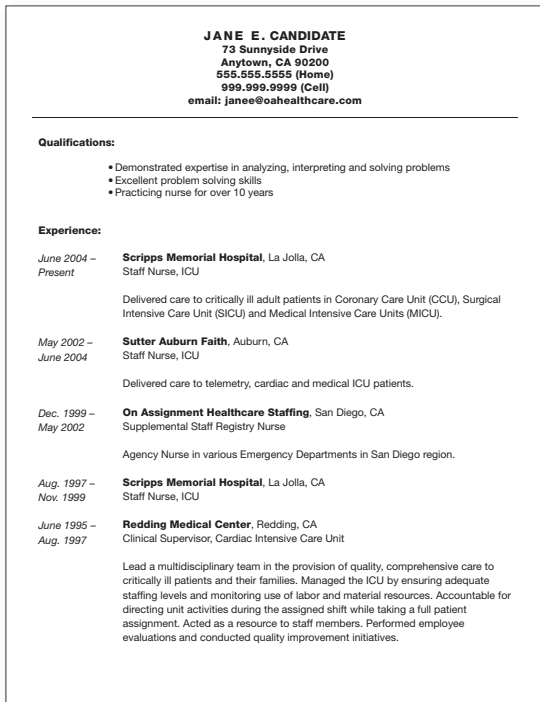 JANE E. CANDIDATE
73 Sunnyside Drive
Anytown, CA 90200
555.555.5555 (Home)
999.999.9999 (Cell)
email: janee@oahealthcare.com
Qualifications:
• Demonstrated expertise in analyzing, interpreting and solving problems
• Excellent problem solving skills
• Practicing nurse for over 10 years
Experience:
June 2004 – Scripps Memorial Hospital, La Jolla, CA
Present Staff Nurse, ICU
Delivered care to critically ill adult patients in Coronary Care Unit (CCU), Surgical
Intensive Care Unit (SICU) and Medical Intensive Care Units (MICU).
May 2002 – Sutter Auburn Faith, Auburn, CA
June 2004 Staff Nurse, ICU
Delivered care to telemetry, cardiac and medical ICU patients.
Dec. 1999 – On Assignment Healthcare Staffing, San Diego, CA
May 2002 Supplemental Staff Registry Nurse
Agency Nurse in various Emergency Departments in San Diego region.
Aug. 1997 – Scripps Memorial Hospital, La Jolla, CA
Nov. 1999 Staff Nurse, ICU
June 1995 – Redding Medical Center, Redding, CA
Aug. 1997 Clinical Supervisor, Cardiac Intensive Care Unit
Lead a multidisciplinary team in the provision of quality, comprehensive care to
critically ill patients and their families. Managed the ICU by ensuring adequate
staffing levels and monitoring use of labor and material resources. Accountable for
directing unit activities during the assigned shift while taking a full patient
assignment. Acted as a resource to staff members. Performed employee
evaluations and conducted quality improvement initiatives.